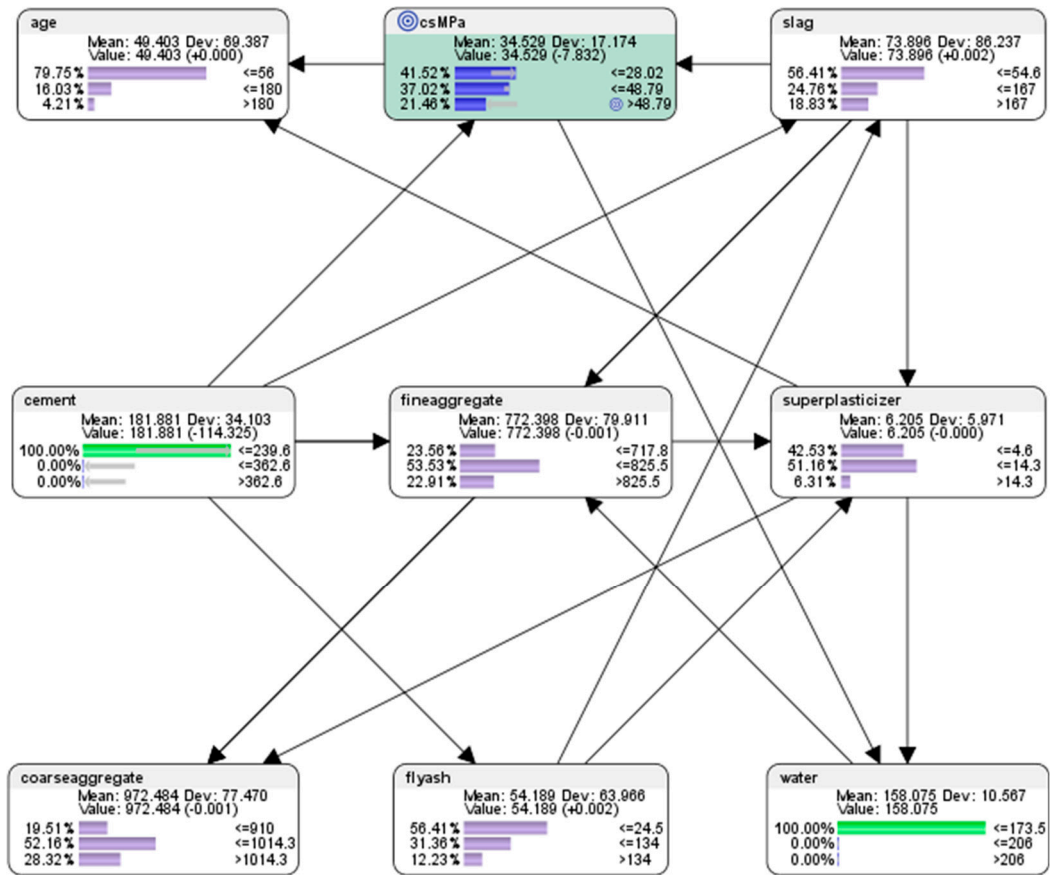 age
Mean: 49.403 Dev: 69.387
Value: 49.403 (+0.000)
79.75% <=56
16.03% <=180
4.21% >180
csMPa
Mean: 34.529 Dev: 17.174
Value: 34.529 (-7.832)
41.52% <=28.02
37.02% <=48.79
21.46% >48.79
slag
Mean: 73.896 Dev: 86.237
Value: 73.896 (+0.002)
56.41% <=54.6
24.76% <=167
18.83% >167
cement
Mean: 181.881 Dev: 34.103
Value: 181.881 (-114.325)
100.00% <=239.6
0.00% <=362.6
0.00% >362.6
fineaggregate
Mean: 772.398 Dev: 79.911
Value: 772.398 (-0.001)
23.56% <=717.8
53.53% <=825.5
22.91% >825.5
superplasticizer
Mean: 6.205 Dev: 5.971
Value: 6.205 (-0.000)
42.53% <=4.6
51.16% <=14.3
6.31% >14.3
coarseaggregate
Mean: 972.484 Dev: 77.470
Value: 972.484 (-0.001)
19.51% <=910
52.16% <=1014.3
28.32% >1014.3
flyash
Mean: 54.189 Dev: 63.966
Value: 54.189 (+0.002)
56.41% <=24.5
31.36% <=134
12.23% >134
water
Mean: 158.075 Dev: 10.567
Value: 158.075
100.00% <=173.5
0.00% <=206
0.00% >206